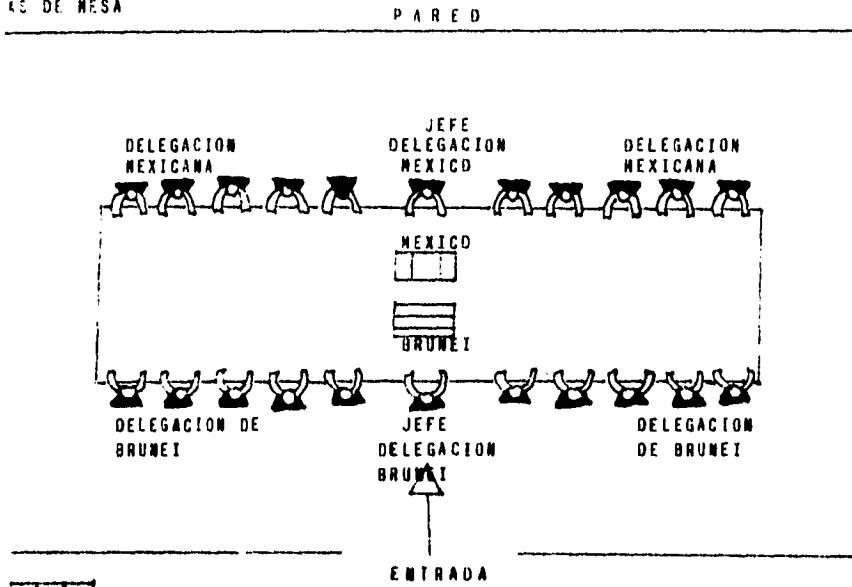 DE MESA
PARED
JEFE
DELEGACION
MEXICO
DELEGACION
MEXICANA
DELEGACION
MEXICANA
MEXICO
BRUNEI
DELEGACION DE
BRUNEI
JEFE
DELEGACION
BRUNEI
DELEGACION
DE BRUNEI
ENTRADA